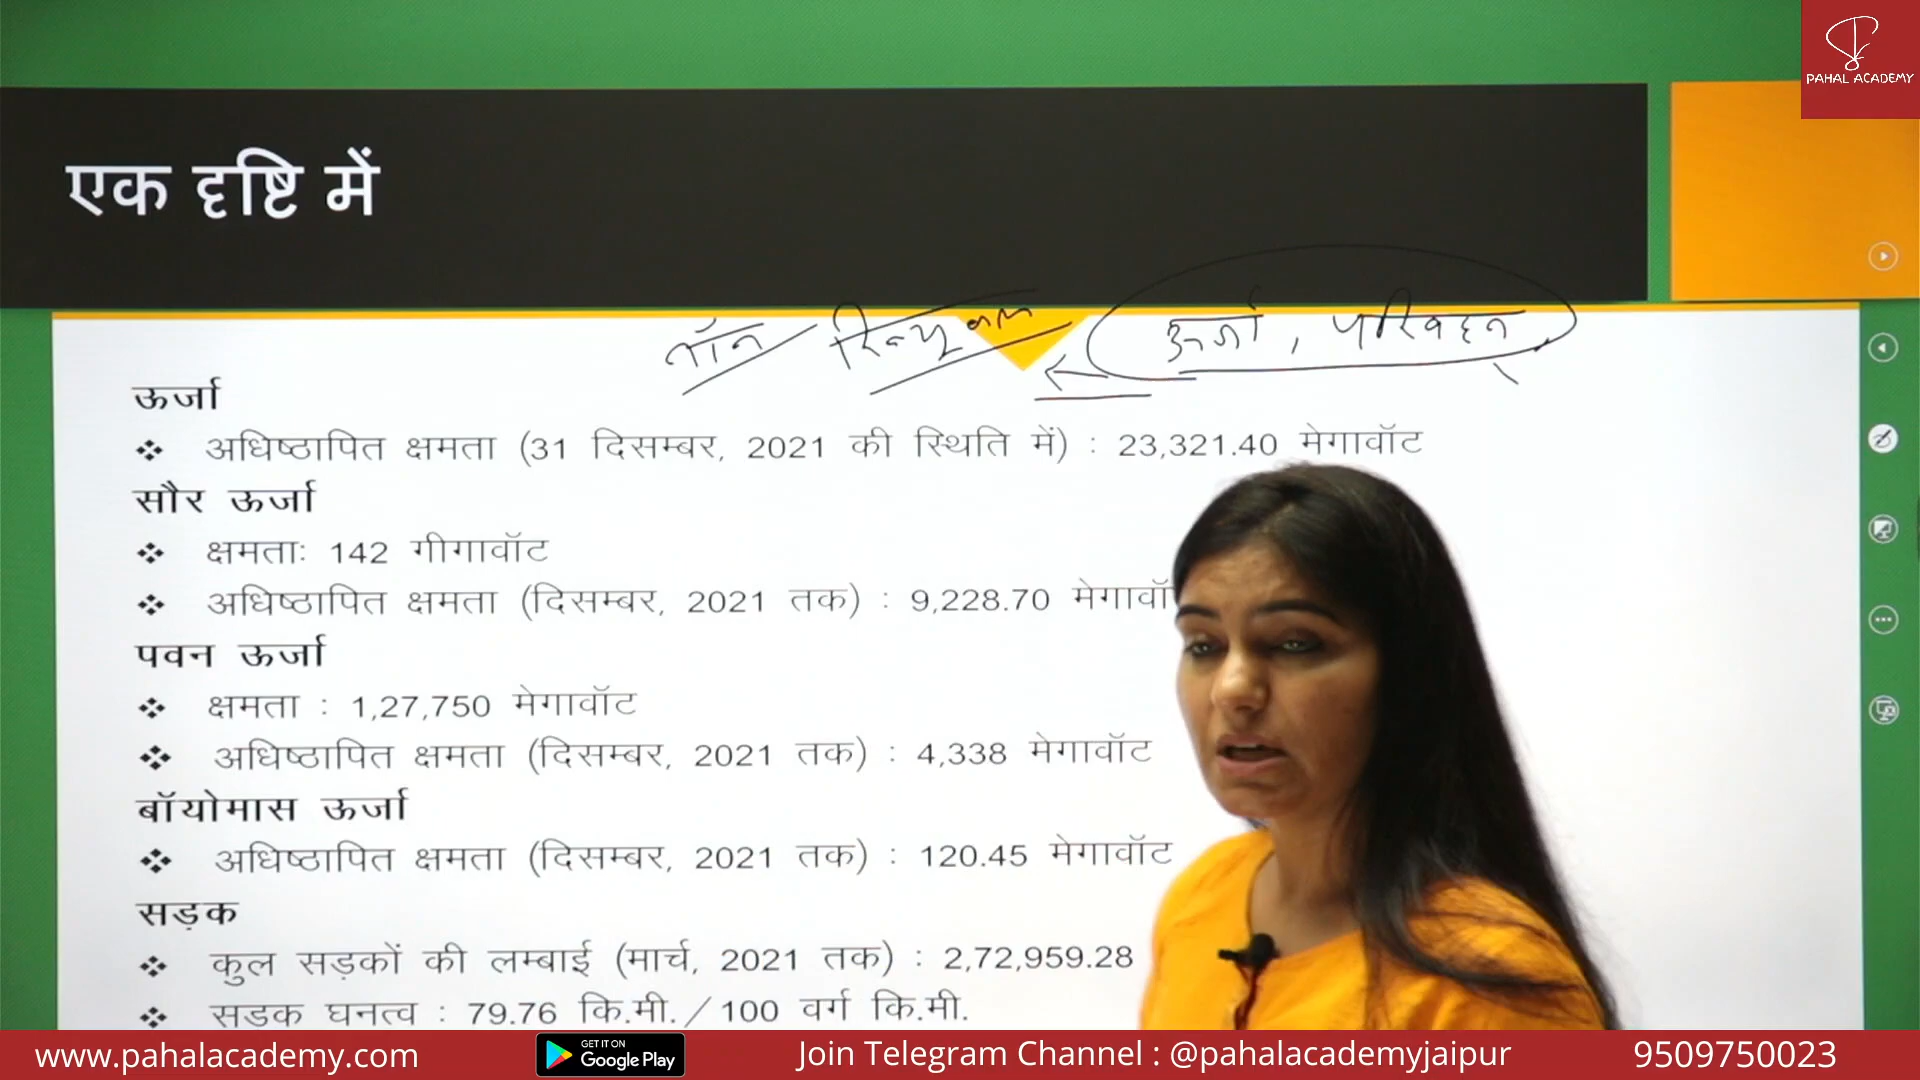 PAHAL ACADEMY
एक दृष्टि में
नॉन रिन्यूएबल ऊर्जा, परिवहन
ऊर्जा
❖ अधिष्ठापित क्षमता (31 दिसम्बर, 2021 की स्थिति में) : 23,321.40 मेगावॉट
सौर ऊर्जा
❖ क्षमताः 142 गीगावॉट
❖ अधिष्ठापित क्षमता (दिसम्बर, 2021 तक) : 9,228.70 मेगावॉ
पवन ऊर्जा
❖ क्षमता : 1,27,750 मेगावॉट
❖ अधिष्ठापित क्षमता (दिसम्बर, 2021 तक) : 4,338 मेगावॉट
बॉयोमास ऊर्जा
❖ अधिष्ठापित क्षमता (दिसम्बर, 2021 तक) : 120.45 मेगावॉट
सड़क
❖ कुल सड़कों की लम्बाई (मार्च, 2021 तक) : 2,72,959.28
❖ सडक घनत्व : 79.76 कि.मी./100 वर्ग कि.मी.
www.pahalacademy.com GET IT ON Google Play Join Telegram Channel : @pahalacademyjaipur 9509750023